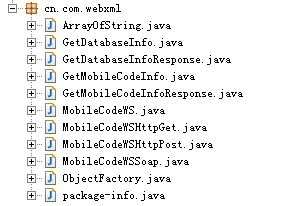 cn.com.webxml
ArrayOfString.java
GetDatabaseInfo.java
GetDatabaseInfoResponse.java
GetMobileCodeInfo.java
GetMobileCodeInfoResponse.java
MobileCodeWS.java
MobileCodeWSHttpGet.java
MobileCodeWSHttpPost.java
MobileCodeWSSoap.java
ObjectFactory.java
package-info.java